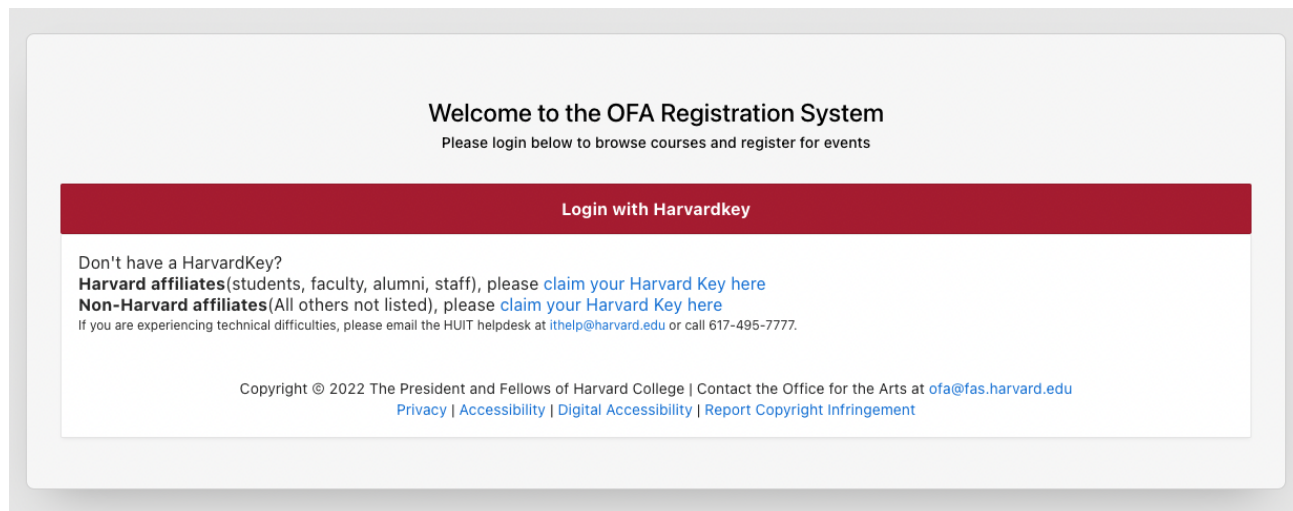 Welcome to the OFA Registration System
Please login below to browse courses and register for events
Login with Harvardkey
Don't have a HarvardKey?
Harvard affiliates(students, faculty, alumni, staff), please claim your Harvard Key here
Non-Harvard affiliates(All others not listed), please claim your Harvard Key here
If you are experiencing technical difficulties, please email the HUIT helpdesk at ithelp@harvard.edu or call 617-495-7777.
Copyright © 2022 The President and Fellows of Harvard College | Contact the Office for the Arts at ofa@fas.harvard.edu
Privacy | Accessibility | Digital Accessibility | Report Copyright Infringement